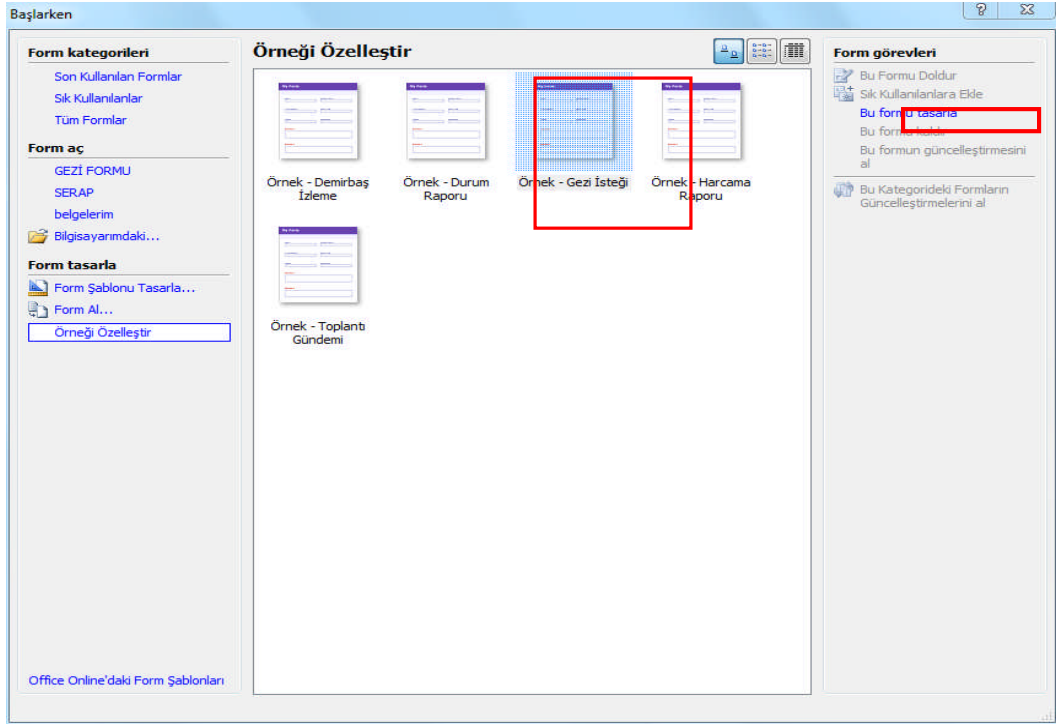 Başlarken
Form kategorileri
Son Kullanılan Formlar
Sık Kullanılanlar
Tüm Formlar
Form aç
GEZİ FORMU
SERAP
belgelerim
Bilgisayarımdaki...
Form tasarla
Form Şablonu Tasarla...
Form Al...
Örneği Özelleştir
Office Online'daki Form Şablonları
Örneği Özelleştir
Örnek - Demirbaş
İzleme
Örnek - Durum
Raporu
Örnek - Gezi İsteği
Örnek - Harcama
Raporu
Örnek - Toplantı
Gündemi
Form görevleri
Bu Formu Doldur
Sık Kullanılanlara Ekle
Bu formu tasarla
Bu formu kaldır
Bu formun güncelleştirmesini
al
Bu Kategorideki Formların
Güncelleştirmelerini al